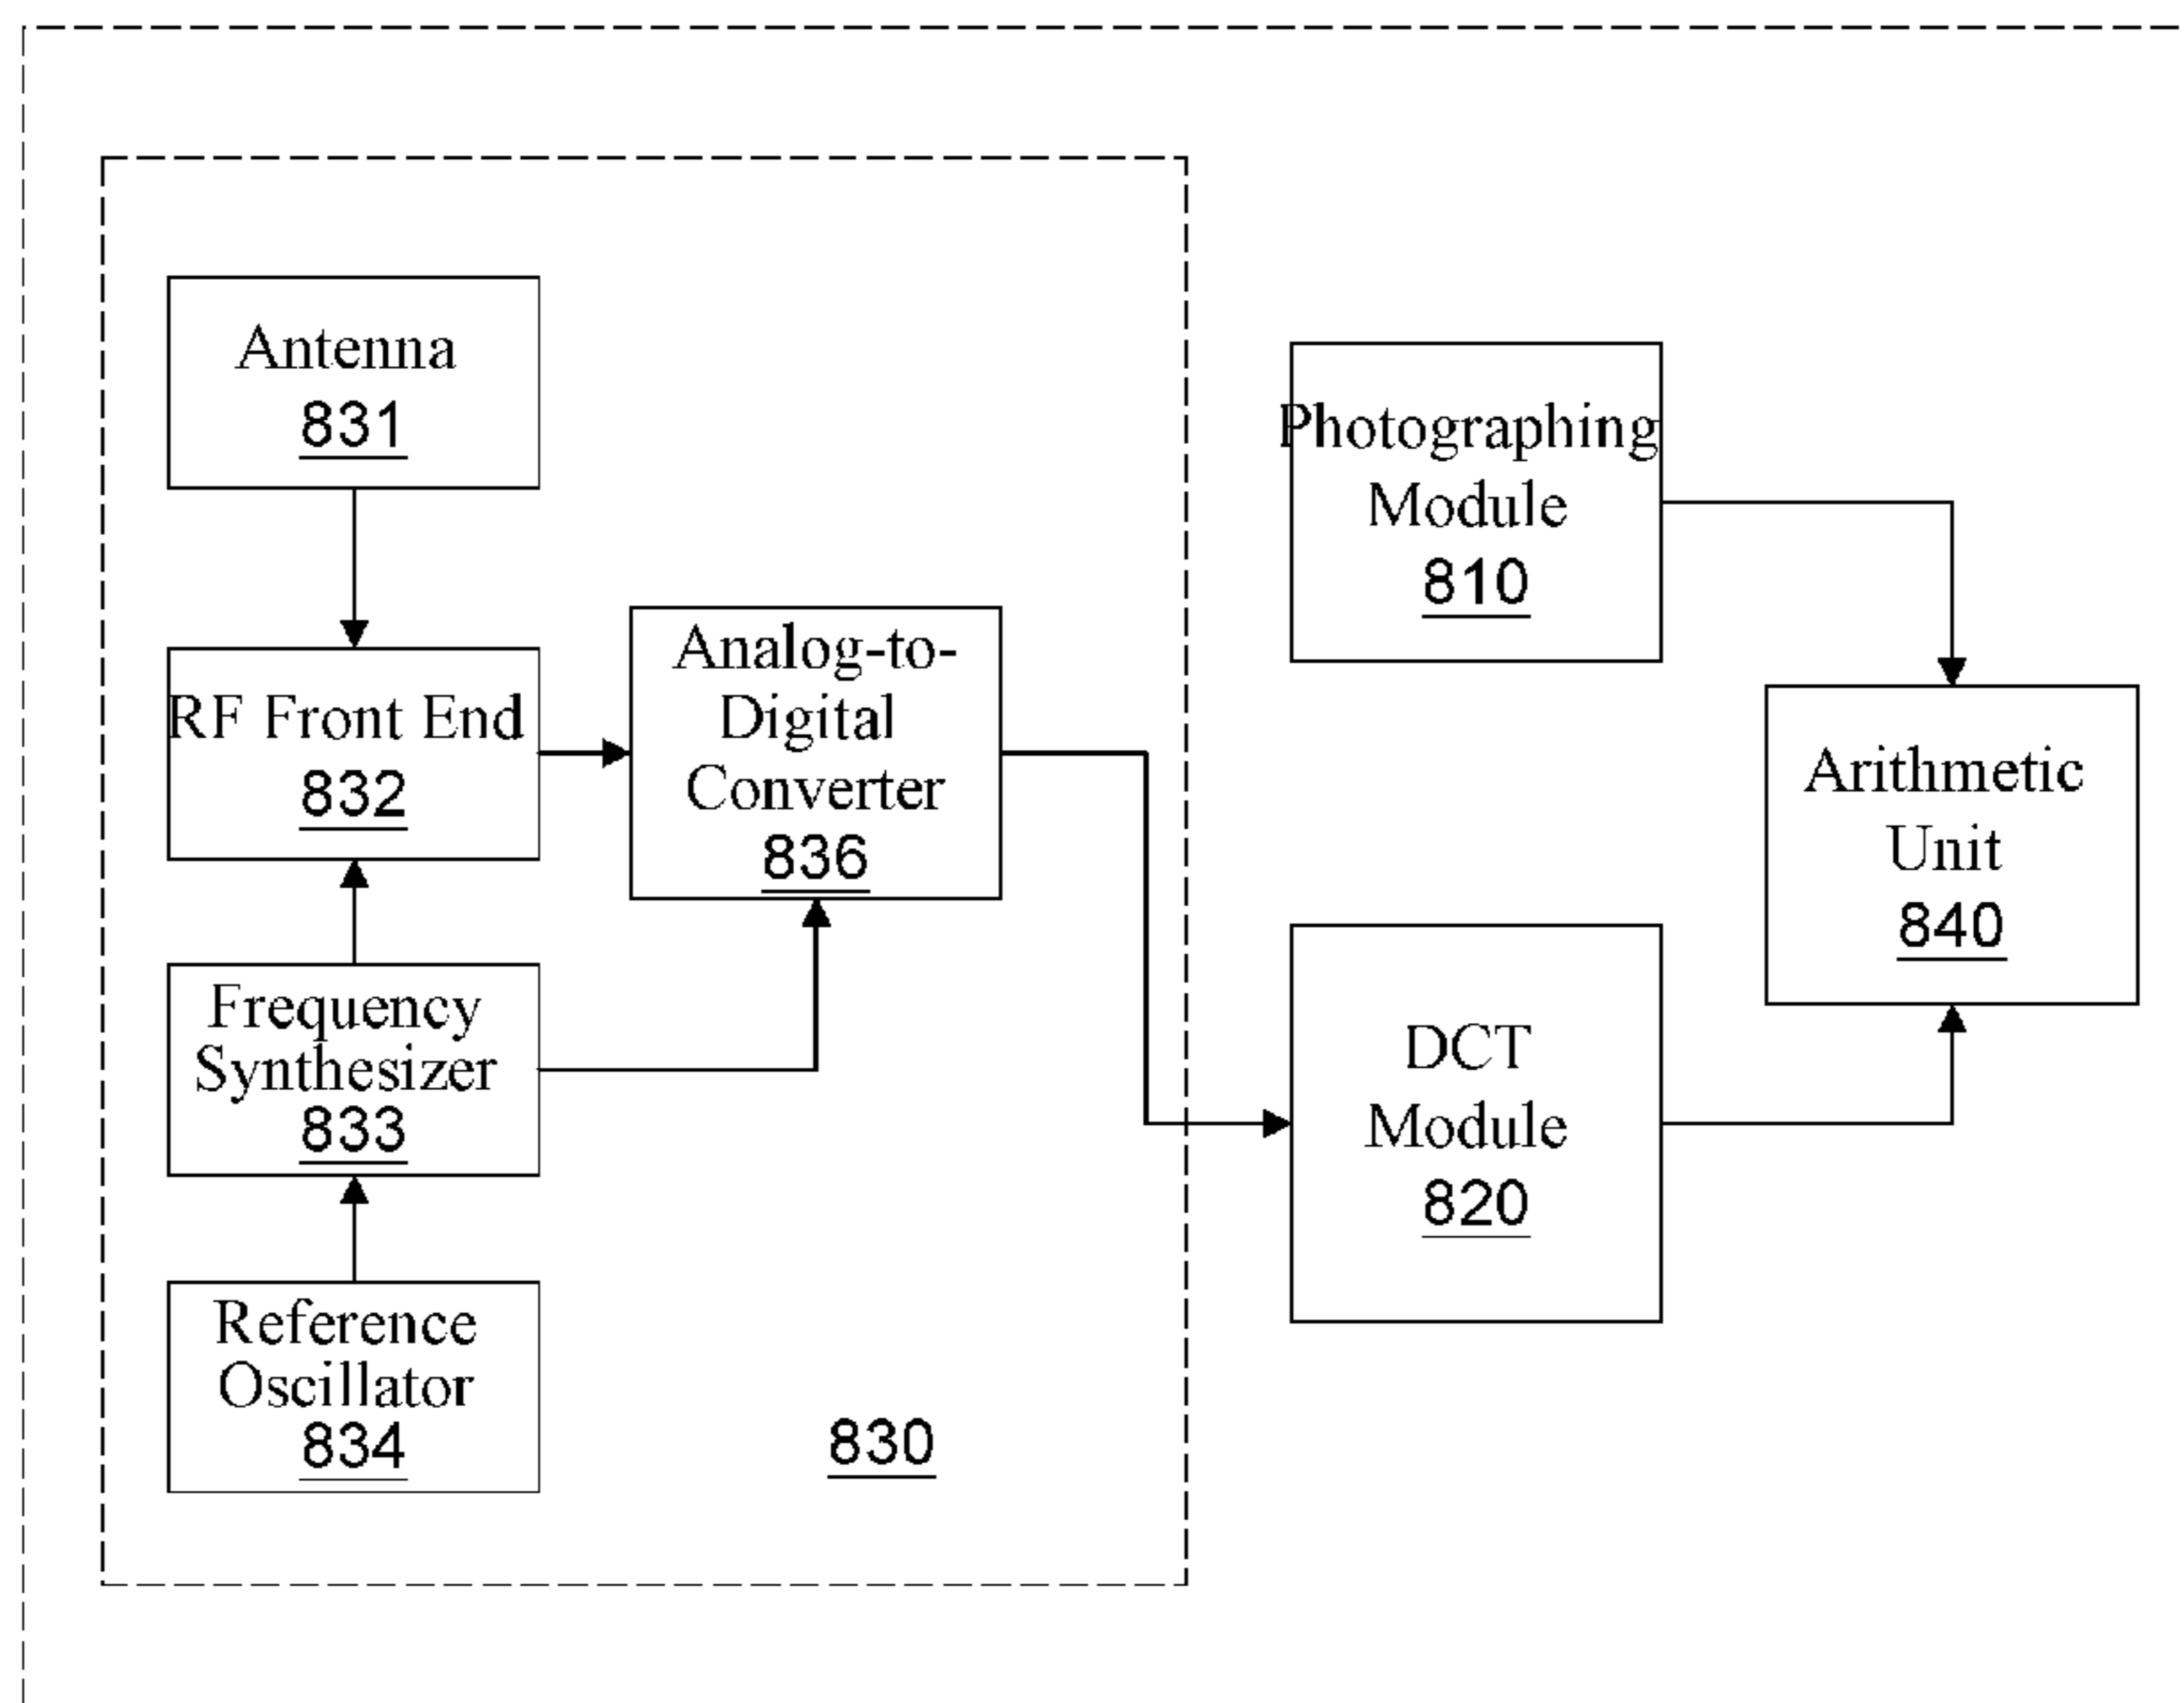 Antenna
831
RF Front End
832
Frequency
Synthesizer
833
Reference
Oscillator
834
Analog-to-
Digital
Converter
836
830
Photographing
Module
810
DCT
Module
820
Arithmetic
Unit
840